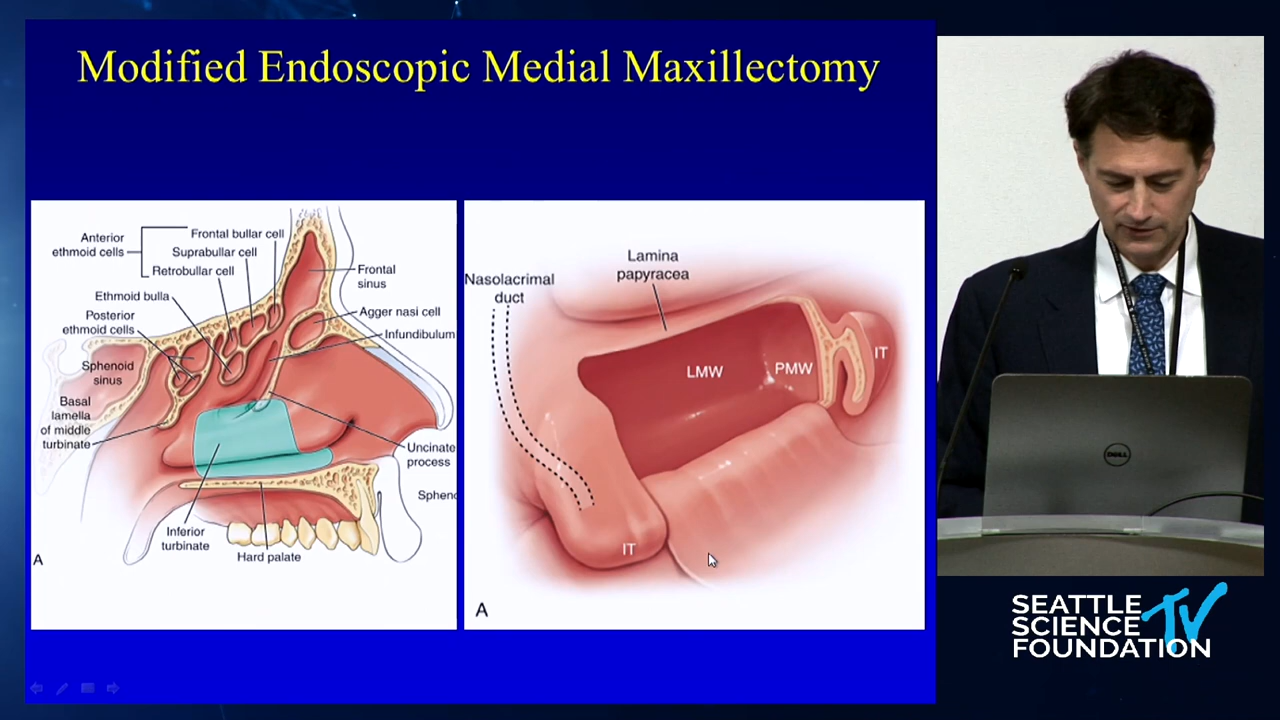 Modified Endoscopic Medial Maxillectomy
Anterior
ethmoid cells
Frontal bullar cell
Suprabullar cell
Retrobullar cell
Ethmoid bulla
Posterior
ethmoid cells
Sphenoid
sinus
Basal
lamella
of middle
turbinate
Frontal
sinus
Agger nasi cell
Infundibulum
Uncinate
process
Sphenc
Inferior
turbinate
Hard palate
A
Nasolacrimal
duct
Lamina
papyracea
LMW
PMW
IT
IT
A
DELL
SEATTLE
SCIENCE
FOUNDATION
TV